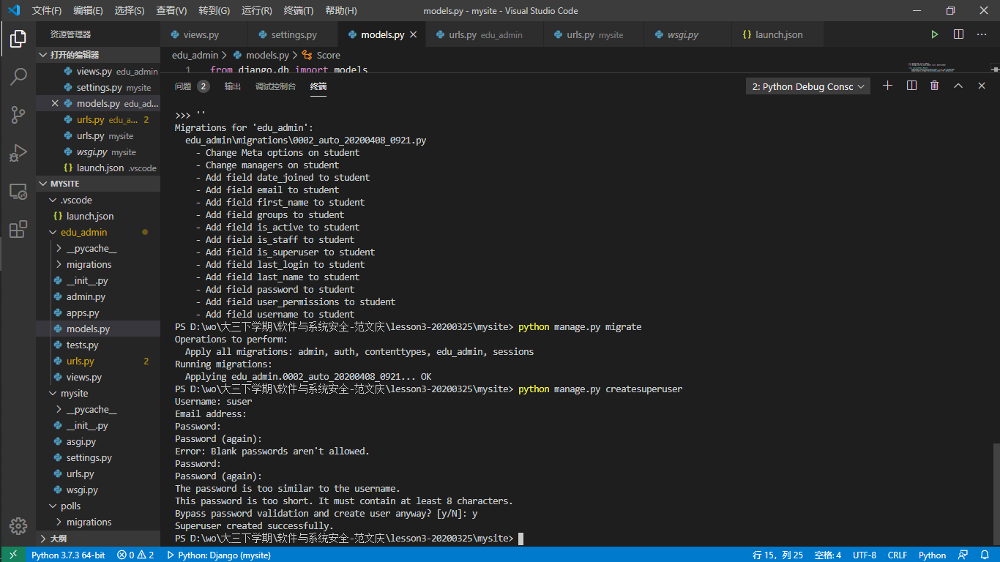 文件(F) 编辑(E) 选择(S) 查看(V) 转到(G) 运行(R) 终端(T) 帮助(H) models.py - mysite - Visual Studio Code
资源管理器
views.py settings.py models.py urls.py edu_admin urls.py mysite wsgi.py launch.json
打开的编辑器
views.py edu_admin
settings.py mysite
models.py edu_ad...
urls.py edu_a... 2
urls.py mysite
wsgi.py mysite
launch.json .vscode
MYSITE
.vscode
launch.json
edu_admin
__pycache__
migrations
__init__.py
admin.py
apps.py
models.py
tests.py
urls.py 2
views.py
mysite
__pycache__
__init__.py
asgi.py
settings.py
urls.py
wsgi.py
polls
migrations
大纲
edu_admin > models.py > Score
1 from django.db import models
问题 2 输出 调试控制台 终端 2: Python Debug Consc
>>> ''
Migrations for 'edu_admin':
edu_admin\migrations\0002_auto_20200408_0921.py
- Change Meta options on student
- Change managers on student
- Add field date_joined to student
- Add field email to student
- Add field first_name to student
- Add field groups to student
- Add field is_active to student
- Add field is_staff to student
- Add field is_superuser to student
- Add field last_login to student
- Add field last_name to student
- Add field password to student
- Add field user_permissions to student
- Add field username to student
PS D:\wo\大三下学期\软件与系统安全-范文庆\lesson3-20200325\mysite> python manage.py migrate
Operations to perform:
Apply all migrations: admin, auth, contenttypes, edu_admin, sessions
Running migrations:
Applying edu_admin.0002_auto_20200408_0921... OK
PS D:\wo\大三下学期\软件与系统安全-范文庆\lesson3-20200325\mysite> python manage.py createsuperuser
Username: suser
Email address:
Password:
Password (again):
Error: Blank passwords aren't allowed.
Password:
Password (again):
The password is too similar to the username.
This password is too short. It must contain at least 8 characters.
Bypass password validation and create user anyway? [y/N]: y
Superuser created successfully.
PS D:\wo\大三下学期\软件与系统安全-范文庆\lesson3-20200325\mysite>
Python 3.7.3 64-bit 0 2 Python: Django (mysite) 行 15，列 25 空格: 4 UTF-8 CRLF Python